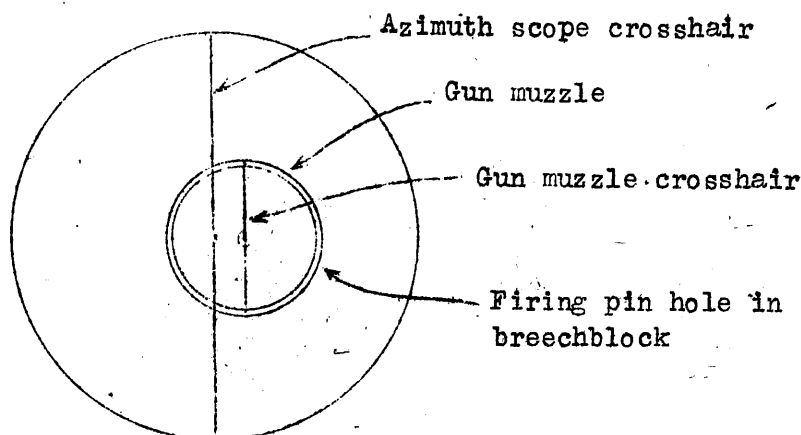 Azimuth scope crosshair
Gun muzzle
Gun muzzle crosshair
Firing pin hole in
breechblock